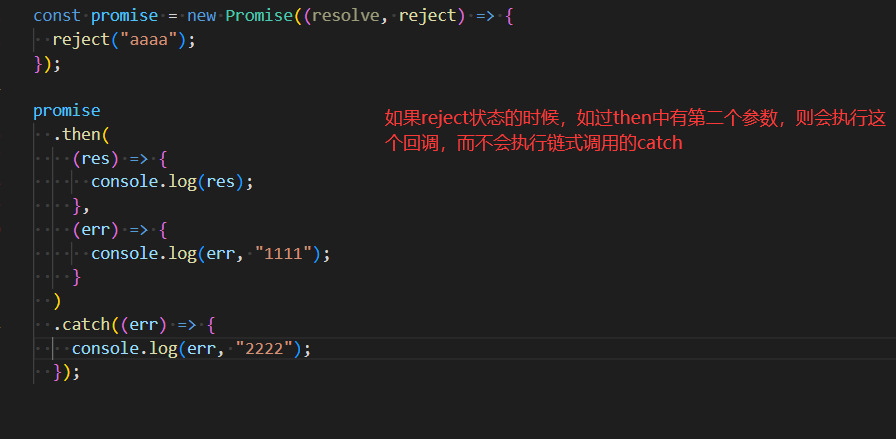 const promise = new Promise((resolve, reject) => {
  reject("aaaa");
});
promise
  .then(
    (res) => {
      console.log(res);
    },
    (err) => {
      console.log(err, "1111");
    }
  )
  .catch((err) => {
    console.log(err, "2222");
  });
如果reject状态的时候，如过then中有第二个参数，则会执行这
个回调，而不会执行链式调用的catch